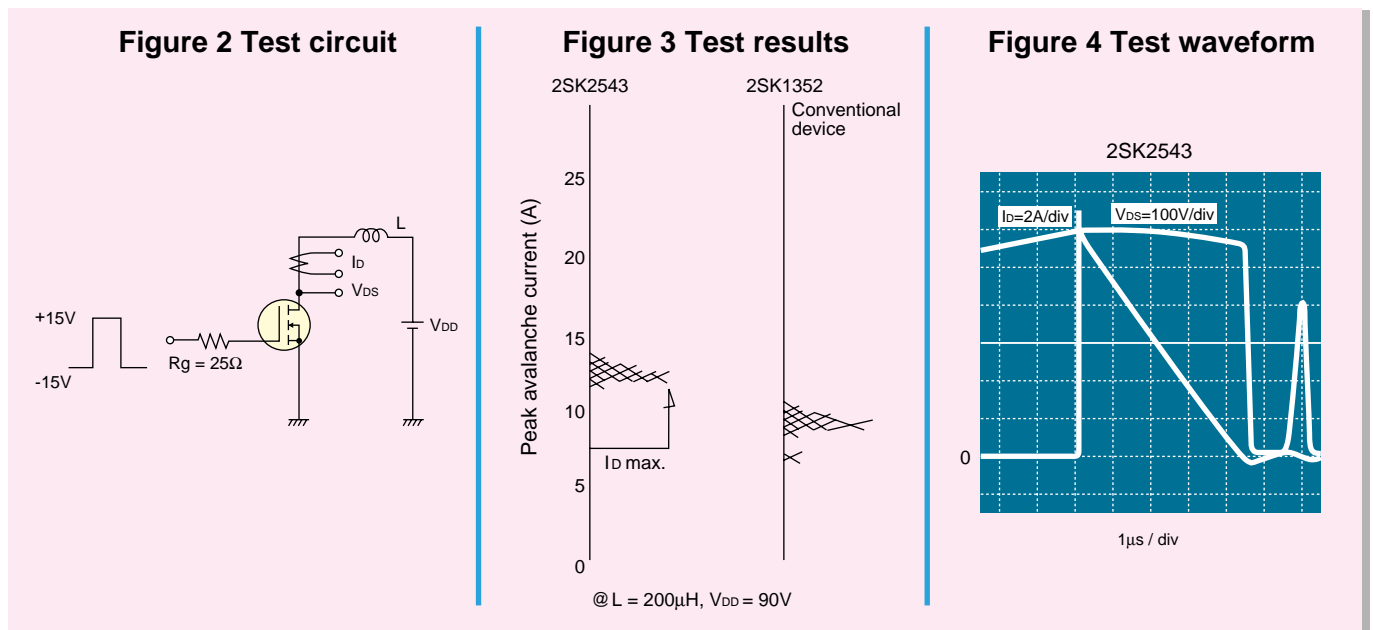 Figure 2 Test circuit
L
ID
VDS
+15V
VDD
Rg = 25Ω
-15V
Figure 3 Test results
2SK2543
2SK1352
Conventional
device
Peak avalanche current (A)
25
20
15
10
5
0
ID max.
@ L = 200μH, VDD = 90V
Figure 4 Test waveform
2SK2543
ID=2A/div
VDS=100V/div
0
1μs / div